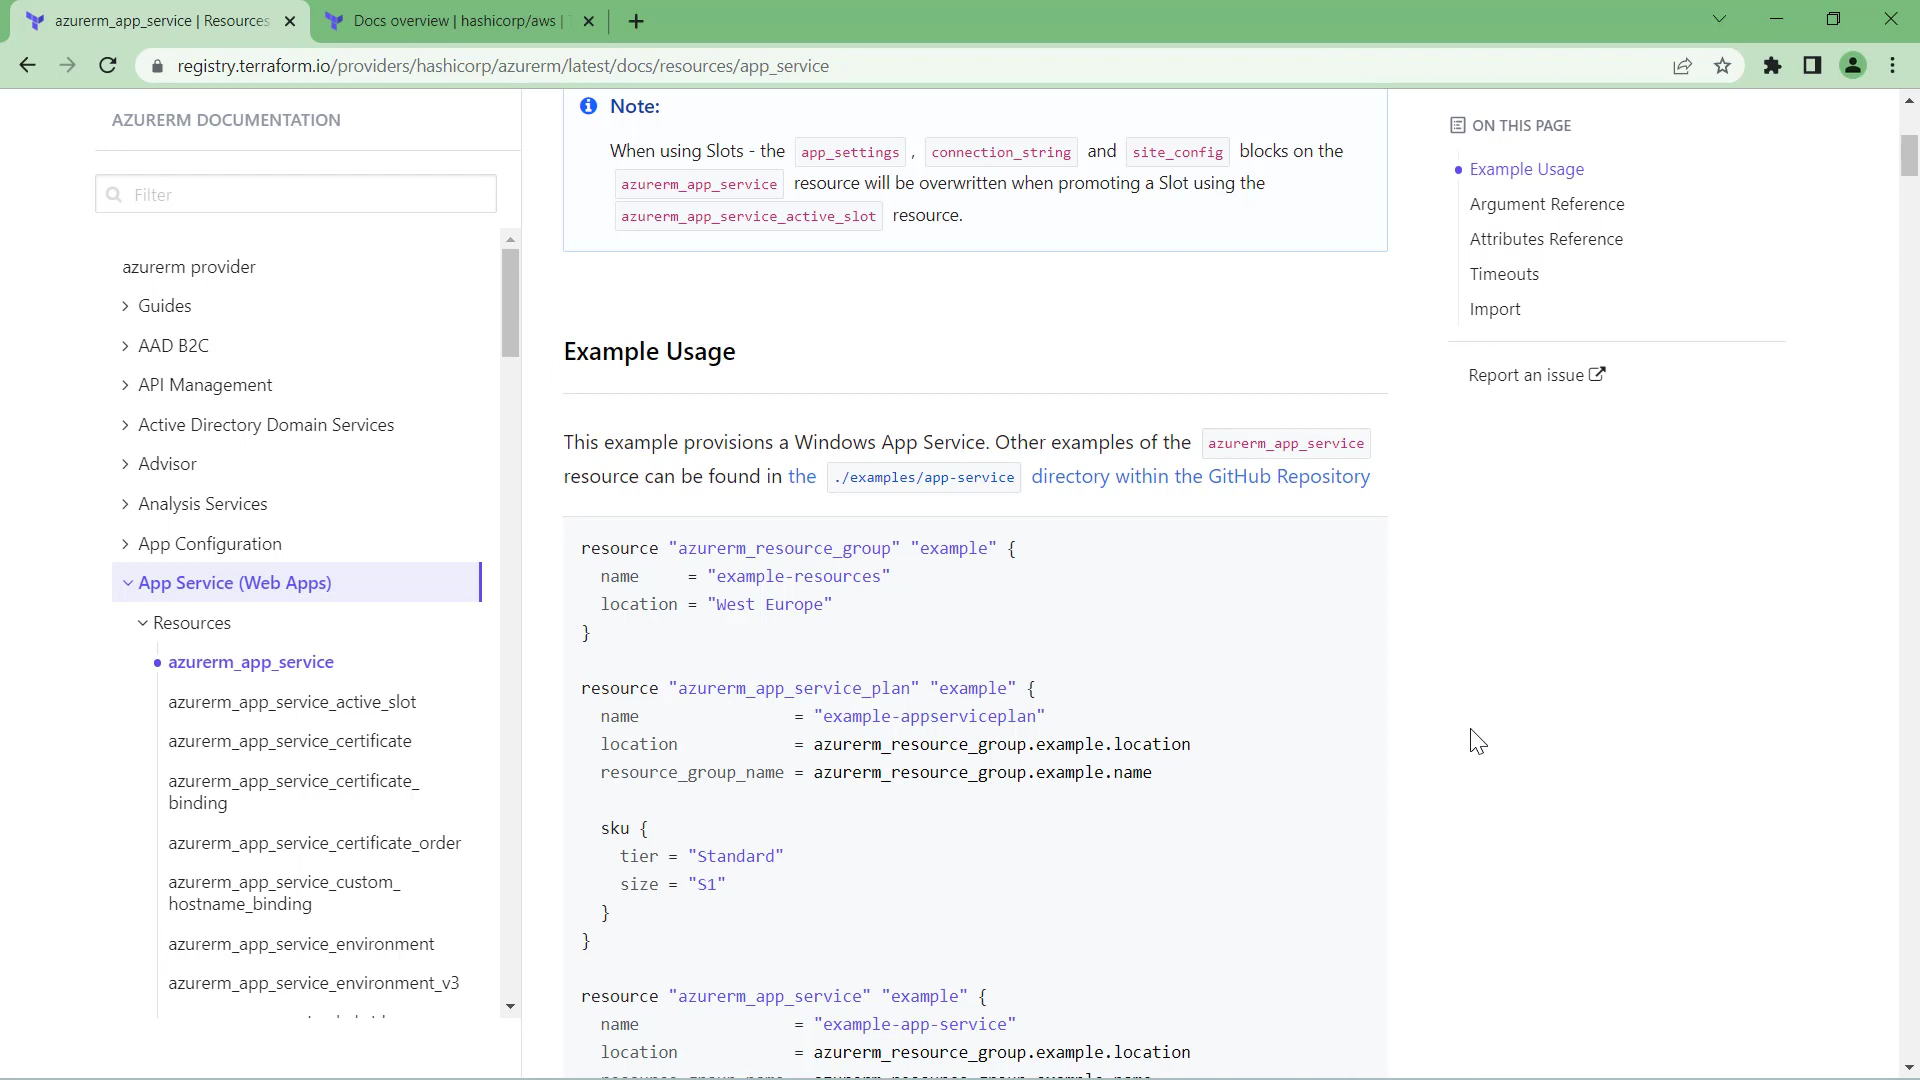 azurerm_app_service | Resources
Docs overview | hashicorp/aws |
registry.terraform.io/providers/hashicorp/azurerm/latest/docs/resources/app_service
AZURERM DOCUMENTATION
Filter
azurerm provider
Guides
AAD B2C
API Management
Active Directory Domain Services
Advisor
Analysis Services
App Configuration
App Service (Web Apps)
Resources
azurerm_app_service
azurerm_app_service_active_slot
azurerm_app_service_certificate
azurerm_app_service_certificate_
binding
azurerm_app_service_certificate_order
azurerm_app_service_custom_
hostname_binding
azurerm_app_service_environment
azurerm_app_service_environment_v3
Note:
When using Slots - the app_settings , connection_string and site_config blocks on the
azurerm_app_service resource will be overwritten when promoting a Slot using the
azurerm_app_service_active_slot resource.
Example Usage
This example provisions a Windows App Service. Other examples of the azurerm_app_service
resource can be found in the ./examples/app-service directory within the GitHub Repository
resource "azurerm_resource_group" "example" {
name = "example-resources"
location = "West Europe"
}
resource "azurerm_app_service_plan" "example" {
name = "example-appserviceplan"
location = azurerm_resource_group.example.location
resource_group_name = azurerm_resource_group.example.name
sku {
tier = "Standard"
size = "S1"
}
}
resource "azurerm_app_service" "example" {
name = "example-app-service"
location = azurerm_resource_group.example.location
ON THIS PAGE
Example Usage
Argument Reference
Attributes Reference
Timeouts
Import
Report an issue